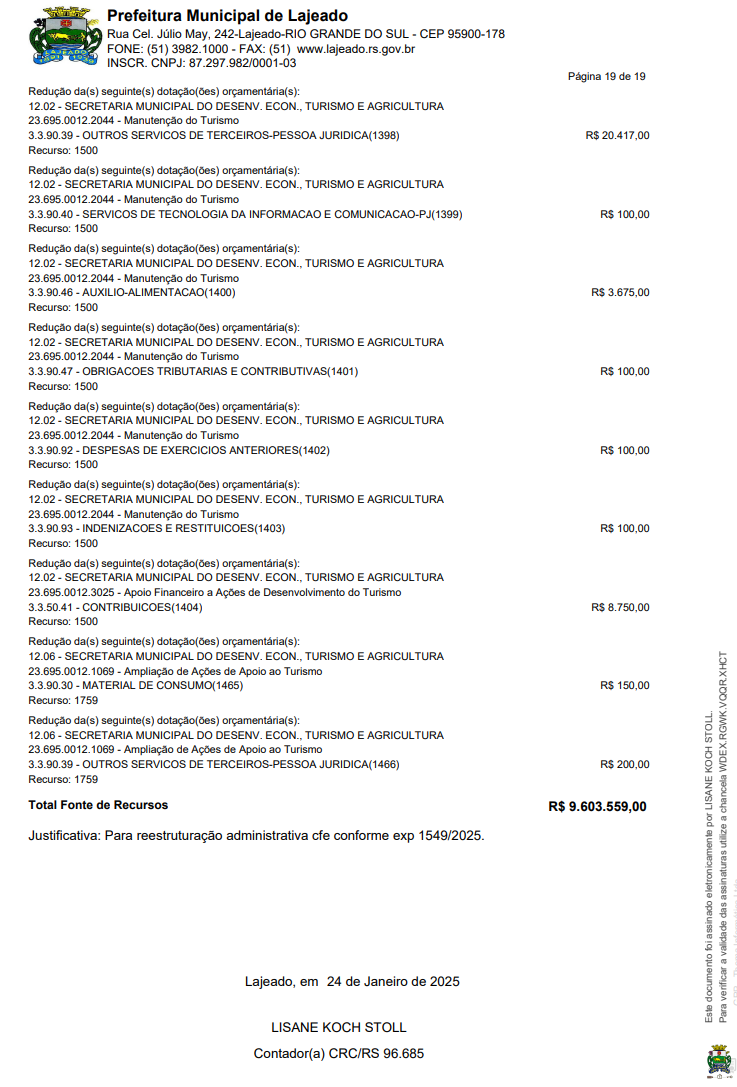 Prefeitura Municipal de Lajeado
Rua Cel. Júlio May, 242-Lajeado-RIO GRANDE DO SUL - CEP 95900-178
FONE: (51) 3982.1000 - FAX: (51) www.lajeado.rs.gov.br
INSCR. CNPJ: 87.297.982/0001-03
Página 19 de 19
Redução da(s) seguinte(s) dotação(ões) orçamentária(s):
12.02 - SECRETARIA MUNICIPAL DO DESENV. ECON., TURISMO E AGRICULTURA
23.695.0012.2044 - Manutenção do Turismo
3.3.90.39 - OUTROS SERVICOS DE TERCEIROS-PESSOA JURIDICA(1398) R$ 20.417,00
Recurso: 1500
Redução da(s) seguinte(s) dotação(ões) orçamentária(s):
12.02 - SECRETARIA MUNICIPAL DO DESENV. ECON., TURISMO E AGRICULTURA
23.695.0012.2044 - Manutenção do Turismo
3.3.90.40 - SERVICOS DE TECNOLOGIA DA INFORMACAO E COMUNICACAO-PJ(1399) R$ 100,00
Recurso: 1500
Redução da(s) seguinte(s) dotação(ões) orçamentária(s):
12.02 - SECRETARIA MUNICIPAL DO DESENV. ECON., TURISMO E AGRICULTURA
23.695.0012.2044 - Manutenção do Turismo
3.3.90.46 - AUXILIO-ALIMENTACAO(1400) R$ 3.675,00
Recurso: 1500
Redução da(s) seguinte(s) dotação(ões) orçamentária(s):
12.02 - SECRETARIA MUNICIPAL DO DESENV. ECON., TURISMO E AGRICULTURA
23.695.0012.2044 - Manutenção do Turismo
3.3.90.47 - OBRIGACOES TRIBUTARIAS E CONTRIBUTIVAS(1401) R$ 100,00
Recurso: 1500
Redução da(s) seguinte(s) dotação(ões) orçamentária(s):
12.02 - SECRETARIA MUNICIPAL DO DESENV. ECON., TURISMO E AGRICULTURA
23.695.0012.2044 - Manutenção do Turismo
3.3.90.92 - DESPESAS DE EXERCICIOS ANTERIORES(1402) R$ 100,00
Recurso: 1500
Redução da(s) seguinte(s) dotação(ões) orçamentária(s):
12.02 - SECRETARIA MUNICIPAL DO DESENV. ECON., TURISMO E AGRICULTURA
23.695.0012.2044 - Manutenção do Turismo
3.3.90.93 - INDENIZACOES E RESTITUICOES(1403) R$ 100,00
Recurso: 1500
Redução da(s) seguinte(s) dotação(ões) orçamentária(s):
12.02 - SECRETARIA MUNICIPAL DO DESENV. ECON., TURISMO E AGRICULTURA
23.695.0012.3025 - Apoio Financeiro a Ações de Desenvolvimento do Turismo
3.3.50.41 - CONTRIBUICOES(1404) R$ 8.750,00
Recurso: 1500
Redução da(s) seguinte(s) dotação(ões) orçamentária(s):
12.06 - SECRETARIA MUNICIPAL DO DESENV. ECON., TURISMO E AGRICULTURA
23.695.0012.1069 - Ampliação de Ações de Apoio ao Turismo
3.3.90.30 - MATERIAL DE CONSUMO(1465) R$ 150,00
Recurso: 1759
Redução da(s) seguinte(s) dotação(ões) orçamentária(s):
12.06 - SECRETARIA MUNICIPAL DO DESENV. ECON., TURISMO E AGRICULTURA
23.695.0012.1069 - Ampliação de Ações de Apoio ao Turismo
3.3.90.39 - OUTROS SERVICOS DE TERCEIROS-PESSOA JURIDICA(1466) R$ 200,00
Recurso: 1759
Total Fonte de Recursos R$ 9.603.559,00
Justificativa: Para reestruturação administrativa cfe conforme exp 1549/2025.
Lajeado, em 24 de Janeiro de 2025
LISANE KOCH STOLL
Contador(a) CRC/RS 96.685
Este documento foi assinado eletronicamente por LISANE KOCH STOLL.
Para verificar a validade das assinaturas utilize a chancela WDEX.RGWK.VQQR.XHCT